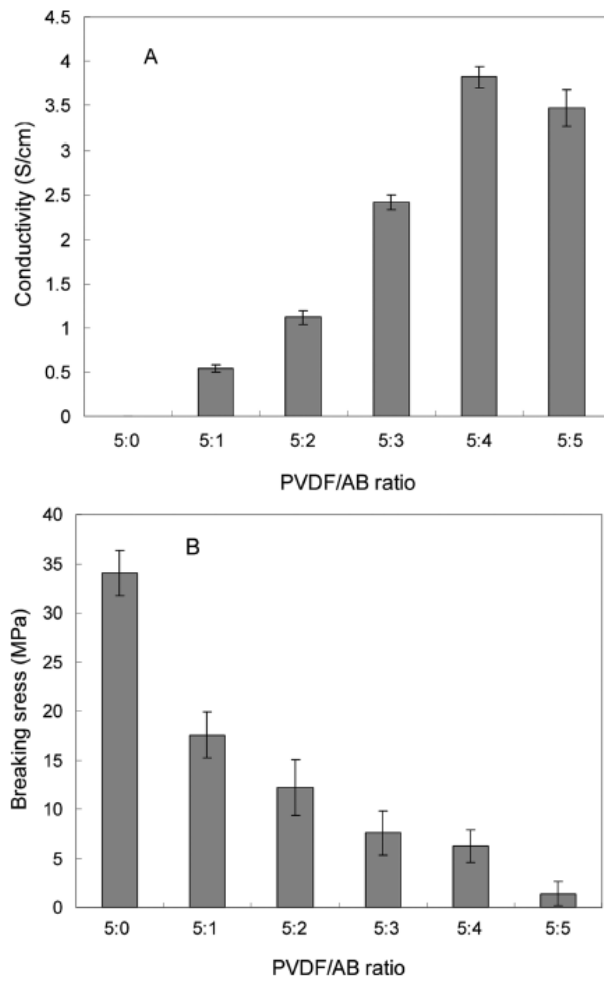 A
Conductivity (S/cm)
4.5
4
3.5
3
2.5
2
1.5
1
0.5
0
5:0 5:1 5:2 5:3 5:4 5:5
PVDF/AB ratio
B
Breaking sress (MPa)
40
35
30
25
20
15
10
5
0
5:0 5:1 5:2 5:3 5:4 5:5
PVDF/AB ratio